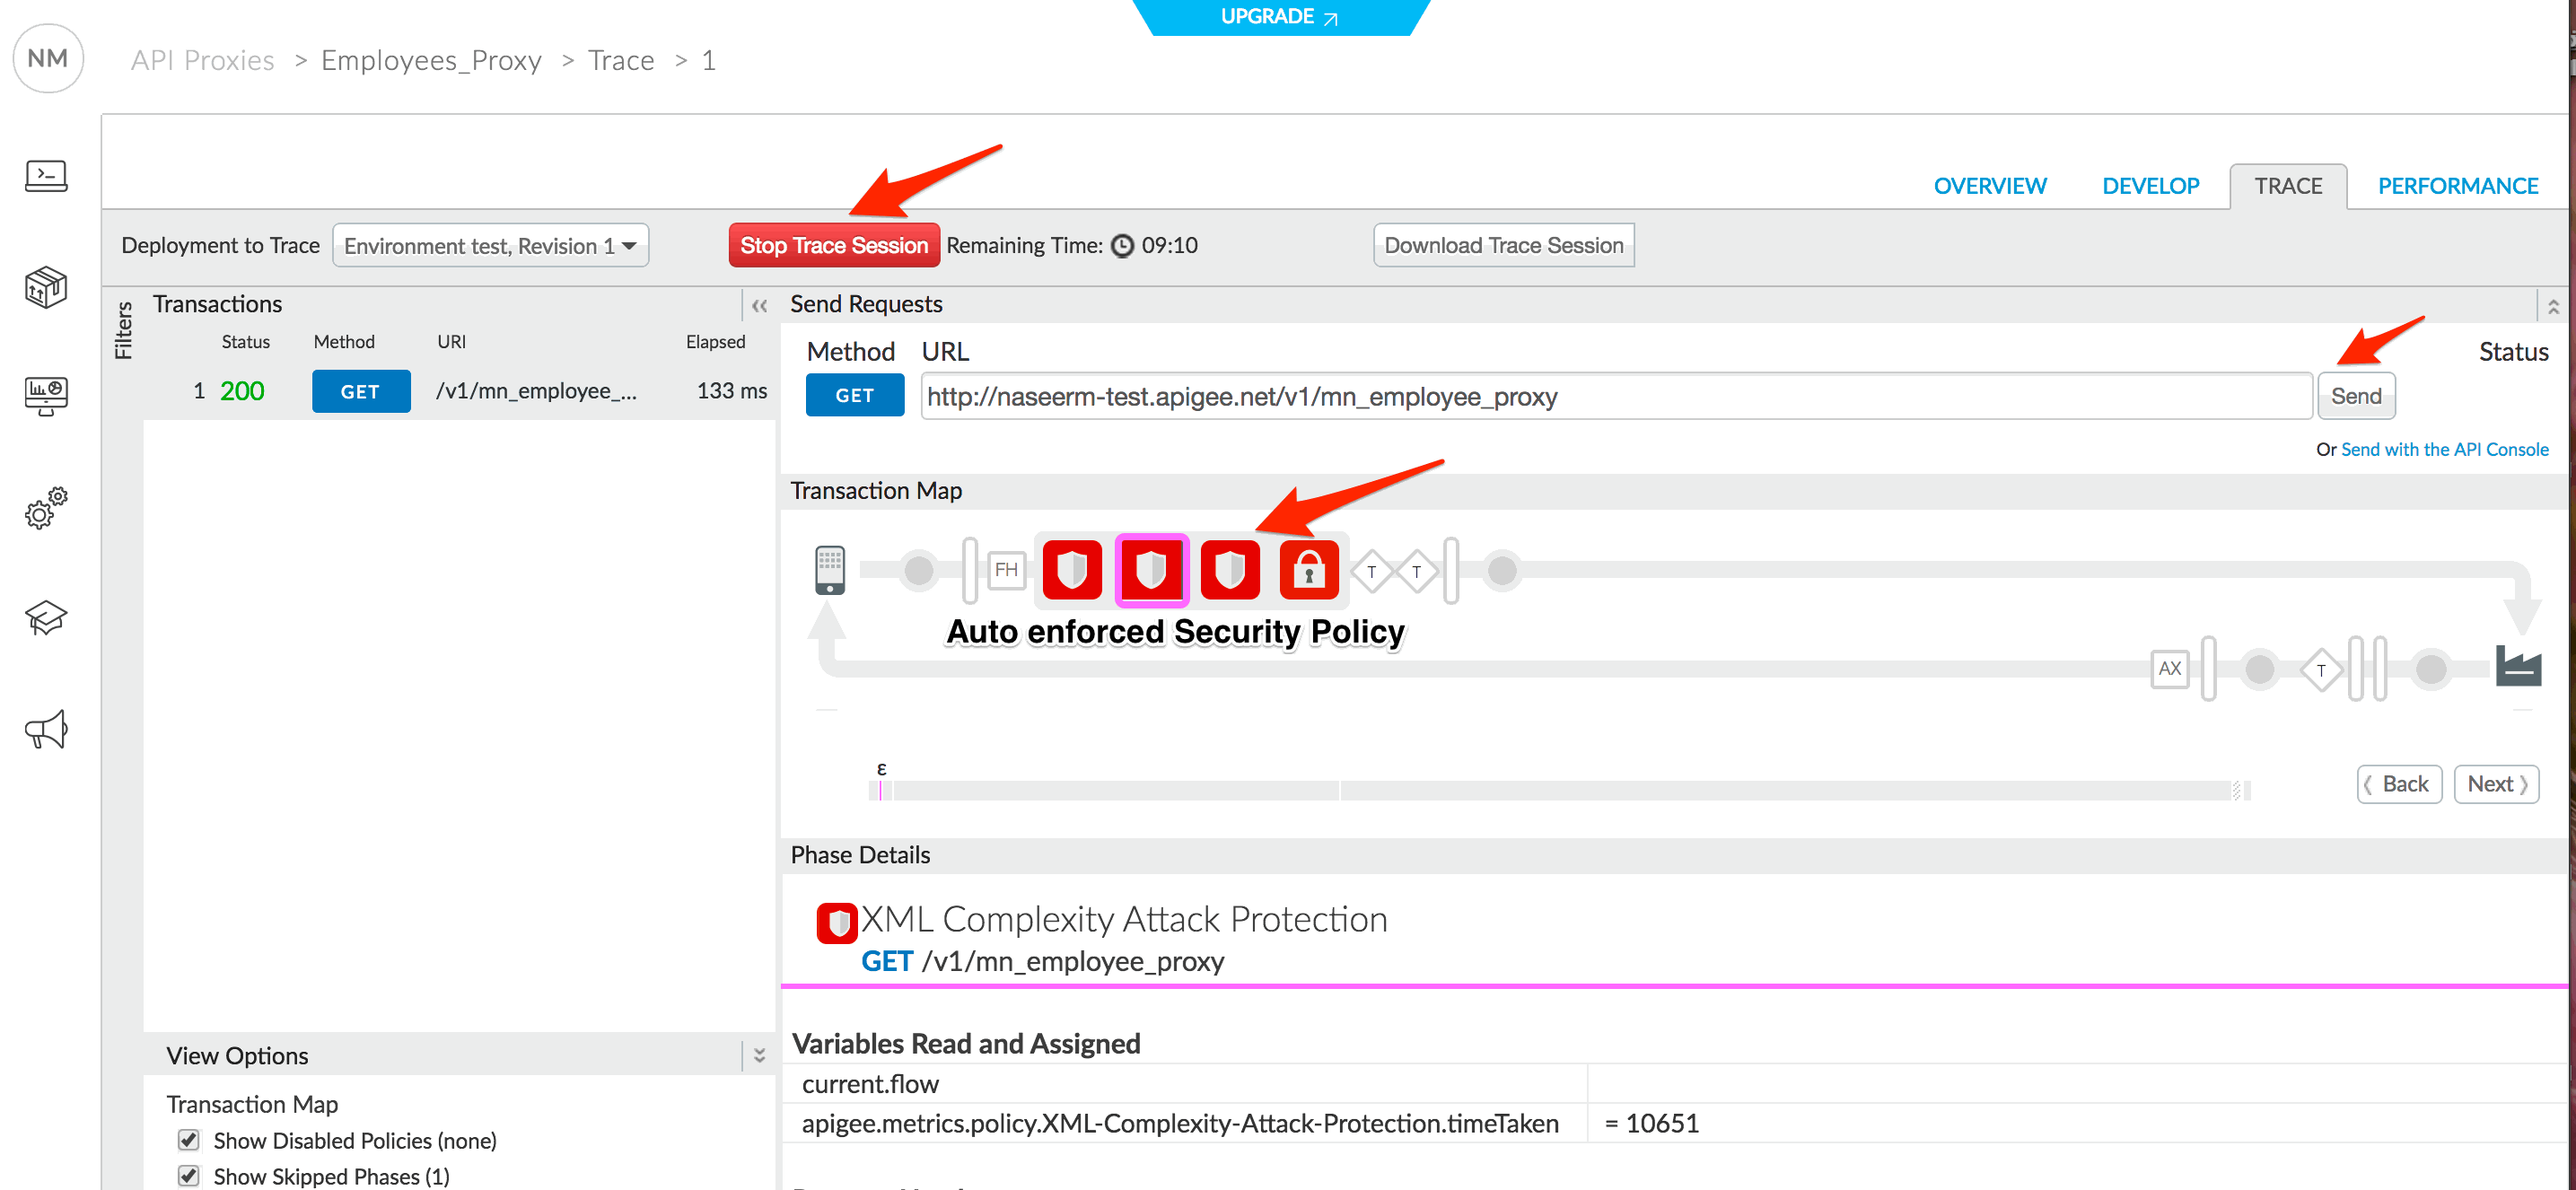 UPGRADE
NM
API Proxies > Employees_Proxy > Trace > 1
OVERVIEW DEVELOP TRACE PERFORMANCE
Deployment to Trace Environment test, Revision 1 Stop Trace Session Remaining Time: 09:10 Download Trace Session
Filters
Transactions «
Status Method URI Elapsed
1 200 GET /v1/mn_employee_... 133 ms
Send Requests
Method URL Status
GET http://naseerm-test.apigee.net/v1/mn_employee_proxy Send
Or Send with the API Console
Transaction Map
FH T T
Auto enforced Security Policy
AX T
ε
Back Next
Phase Details
XML Complexity Attack Protection
GET /v1/mn_employee_proxy
Variables Read and Assigned
current.flow
apigee.metrics.policy.XML-Complexity-Attack-Protection.timeTaken = 10651
View Options
Transaction Map
Show Disabled Policies (none)
Show Skipped Phases (1)